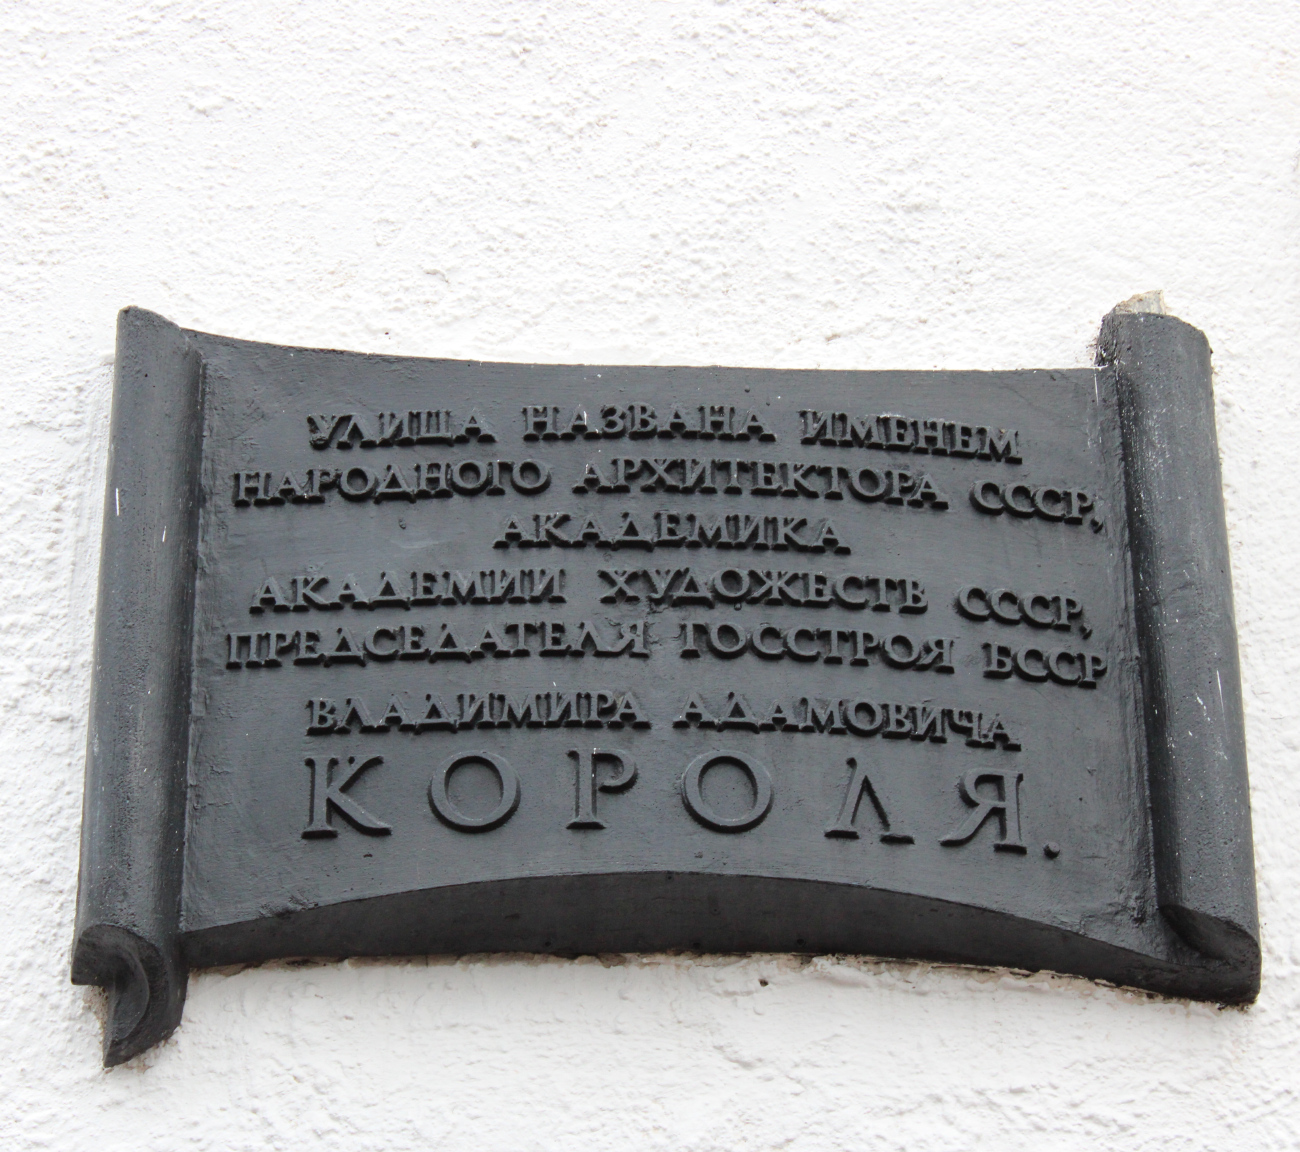 УЛИЦА НАЗВАНА ИМЕНЕМ
НАРОДНОГО АРХИТЕКТОРА СССР,
АКАДЕМИКА
АКАДЕМИИ ХУДОЖЕСТВ СССР,
ПРЕДСЕДАТЕЛЯ ГОССТРОЯ БССР
ВЛАДИМИРА АДАМОВИЧА
КОРОЛЯ.